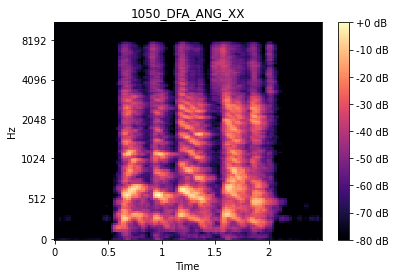 1050_DFA_ANG_XX
8192
4096
2048
1024
512
0
Hz
0 0.5 1 1.5 2
Time
+0 dB
-10 dB
-20 dB
-30 dB
-40 dB
-50 dB
-60 dB
-70 dB
-80 dB